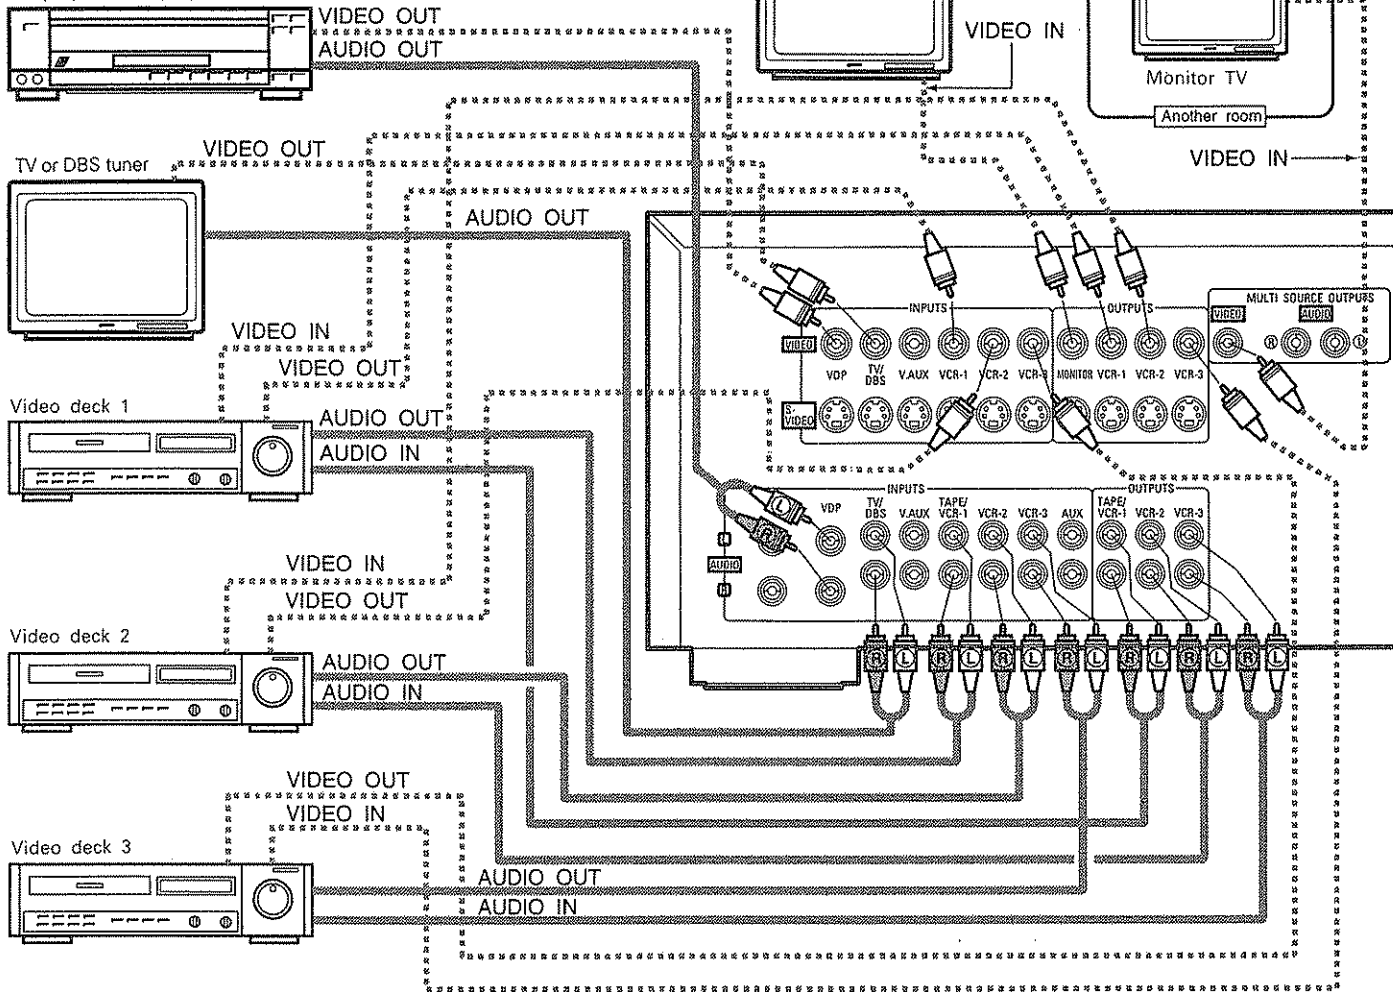 VIDEO OUT
AUDIO OUT
VIDEO IN
Monitor TV
Another room
VIDEO IN
TV or DBS tuner
VIDEO OUT
AUDIO OUT
VIDEO IN
VIDEO OUT
Video deck 1
AUDIO OUT
AUDIO IN
VIDEO IN
VIDEO OUT
Video deck 2
AUDIO OUT
AUDIO IN
VIDEO OUT
VIDEO IN
Video deck 3
AUDIO OUT
AUDIO IN
INPUTS
OUTPUTS
MULTI SOURCE OUTPUTS
VIDEO
AUDIO
R
L
VIDEO
VDP
TV/
DBS
V.AUX
VCR-1
VCR-2
VCR-3
MONITOR
VCR-1
VCR-2
VCR-3
S-
VIDEO
INPUTS
OUTPUTS
VDP
TV/
DBS
V.AUX
TAPE/
VCR-1
VCR-2
VCR-3
AUX
TAPE/
VCR-1
VCR-2
VCR-3
L
R
AUDIO
R L R L R L R L R L R L R L